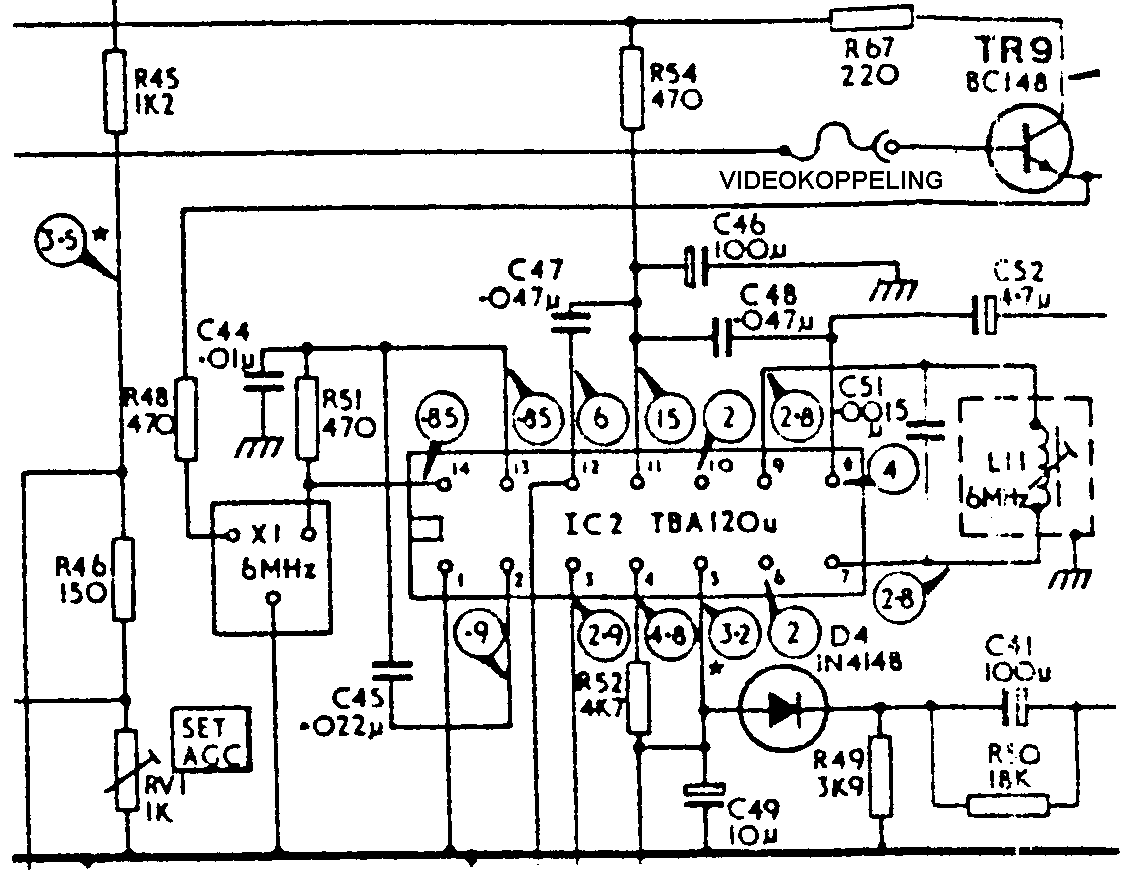 R45
1K2
R54
470
R67
220
TR9
BC148
VIDEOKOPPELING
3-5 ★
C46
100µ
C47
·047µ
C48
·047µ
C52
4·7µ
C44
·01µ
R48
470
R51
470
·85
·85
6
15
2
2·8
C51
·0015
µ
4
14
13
12
11
10
9
8
L11
6MHz
IC2 TBA120u
X1
6MHz
R46
150
1
2
3
4
5
6
7
2·8
·9
2·9
4·8
3·2
★
2
D4
1N4148
C41
100µ
C45
·022µ
R52
4K7
SET
AGC
RV1
1K
R49
3K9
R50
18K
C49
10µ